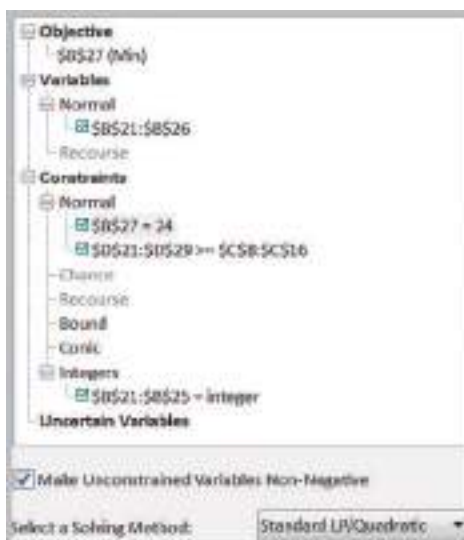 Objective
$B$27 (Min)
Variables
Normal
$B$21:$B$26
Recourse
Constraints
Normal
$B$27 = 24
$D$21:$D$29 >= $C$8:$C$16
Chance
Recourse
Bound
Conic
Integers
$B$21:$B$25 = integer
Uncertain Variables
Make Unconstrained Variables Non-Negative
Select a Solving Method: Standard LP/Quadratic